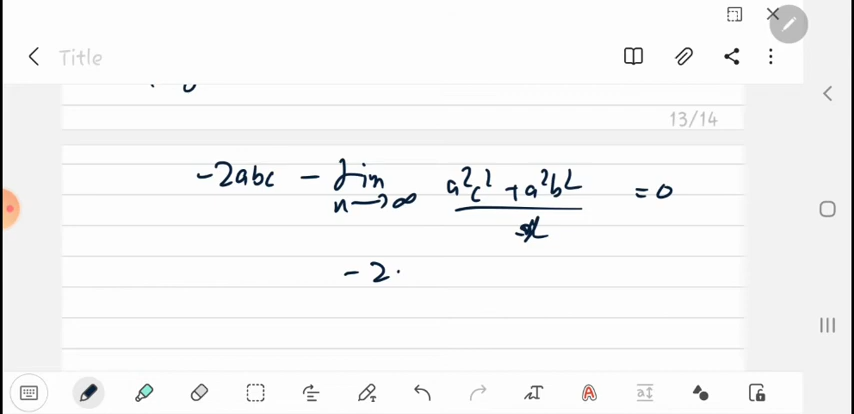 Title
13/14
-2abc - lim n→∞ (a²c² + a²b²)/x = 0
-2.